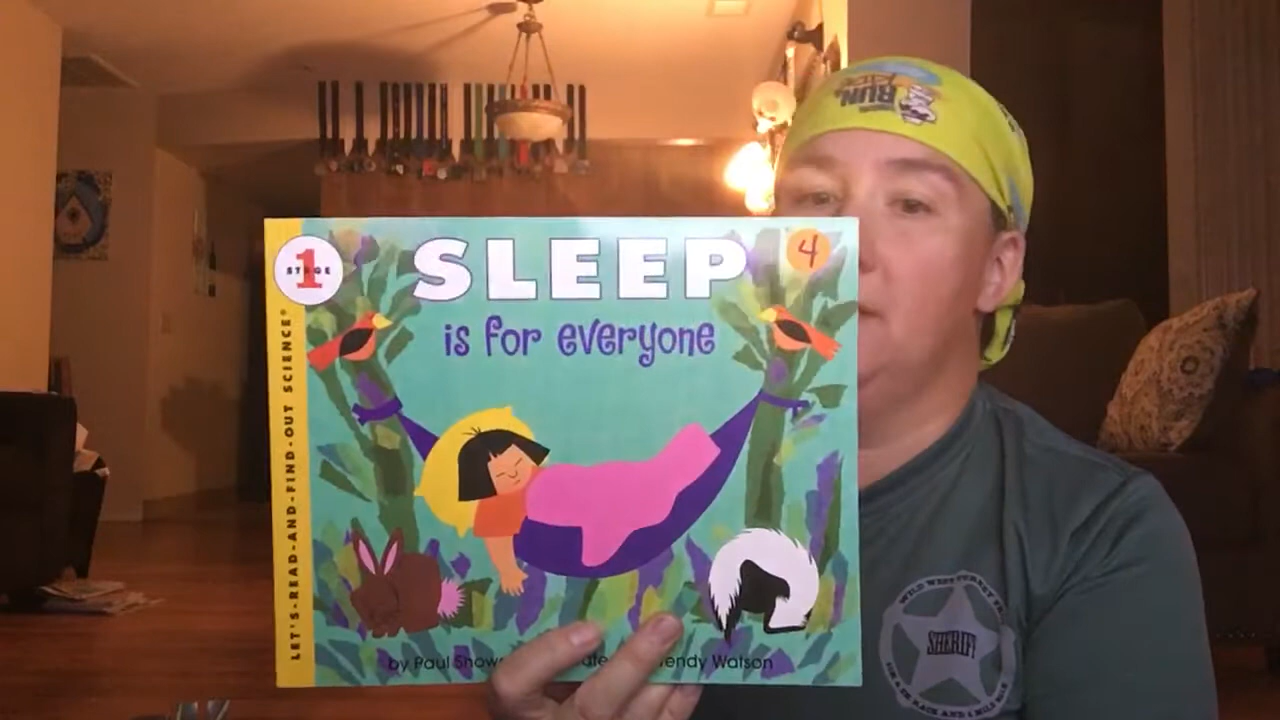 STAGE 1
SLEEP
4
is for everyone
LET'S-READ-AND-FIND-OUT SCIENCE®
by Paul
Wendy Watson
RUN
SHERIFF